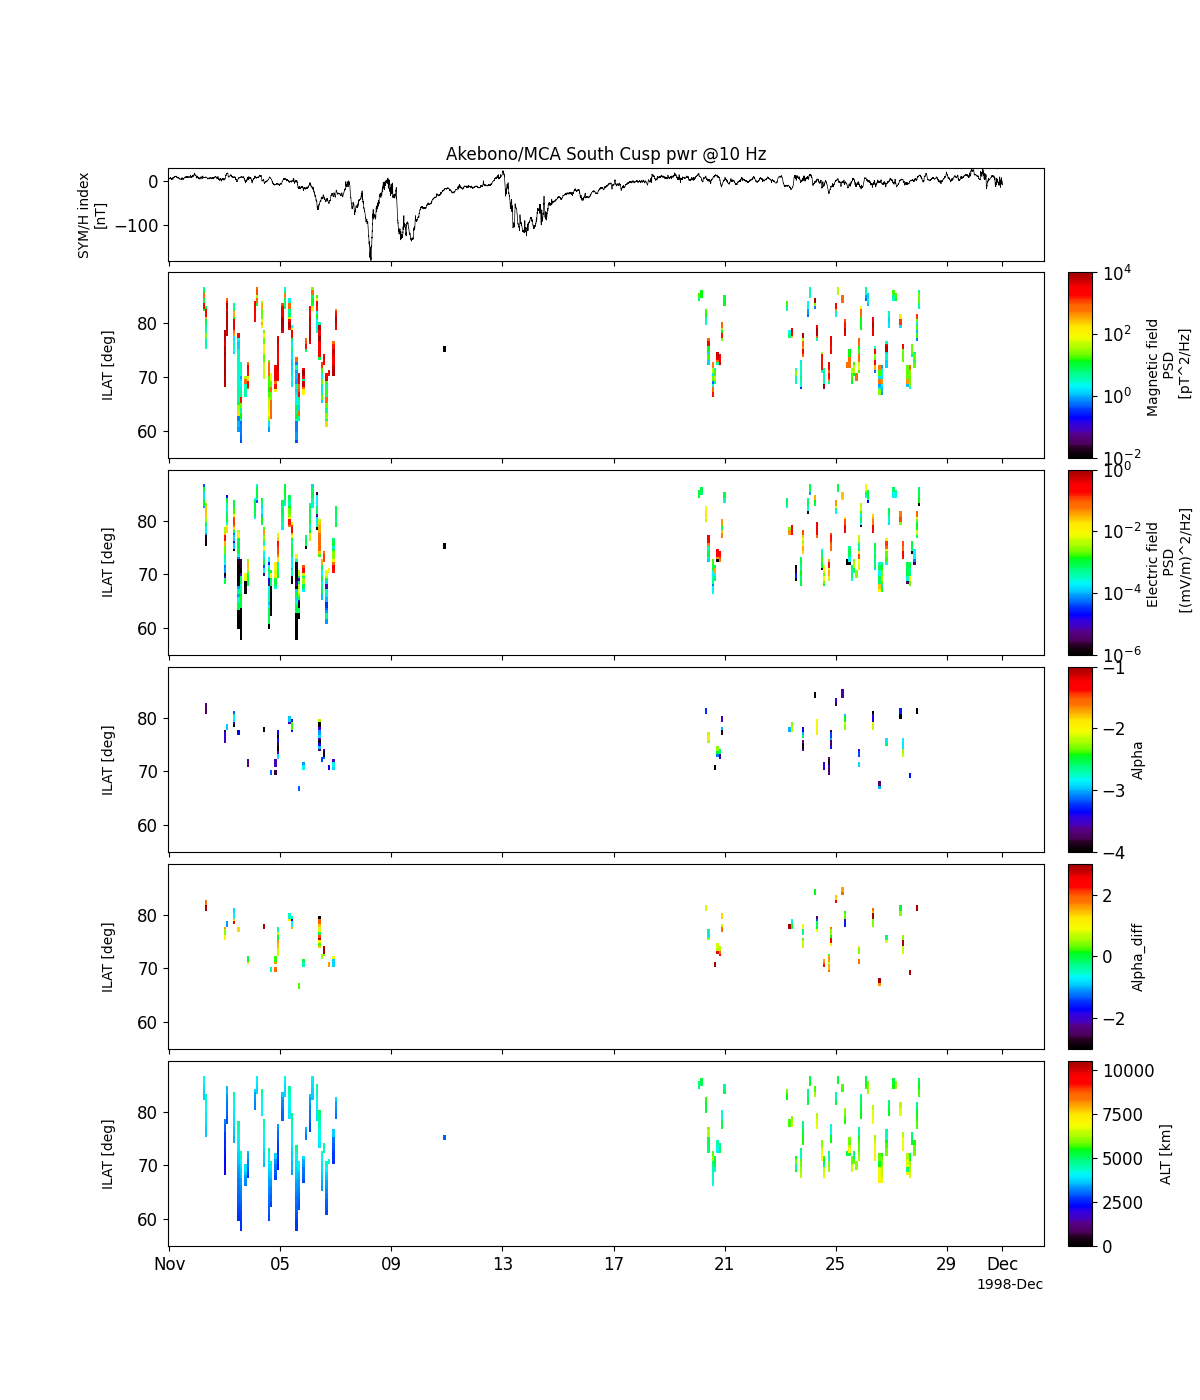 Akebono/MCA South Cusp pwr @10 Hz
SYM/H index
[nT]
0
−100
ILAT [deg]
80
70
60
10^4
10^2
10^0
10^−2
Magnetic field
PSD
[pT^2/Hz]
ILAT [deg]
80
70
60
10^0
10^−2
10^−4
10^−6
Electric field
PSD
[(mV/m)^2/Hz]
ILAT [deg]
80
70
60
−1
−2
−3
−4
Alpha
ILAT [deg]
80
70
60
2
0
−2
Alpha_diff
ILAT [deg]
80
70
60
10000
7500
5000
2500
0
ALT [km]
Nov 05 09 13 17 21 25 29 Dec
1998-Dec